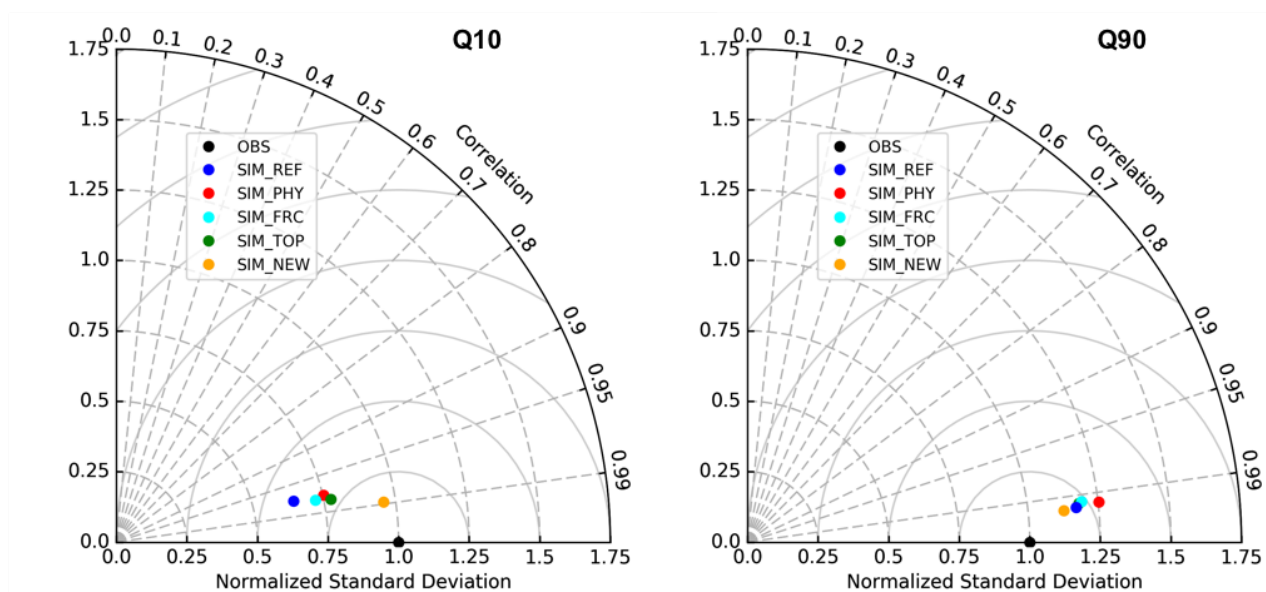 Q10
0.0
0.1
0.2
0.3
0.4
0.5
0.6
0.7
0.8
0.9
0.95
0.99
Correlation
1.75
1.5
1.25
1.0
0.75
0.5
0.25
0.0
OBS
SIM_REF
SIM_PHY
SIM_FRC
SIM_TOP
SIM_NEW
0.0 0.25 0.5 0.75 1.0 1.25 1.5 1.75
Normalized Standard Deviation
Q90
0.0
0.1
0.2
0.3
0.4
0.5
0.6
0.7
0.8
0.9
0.95
0.99
Correlation
1.75
1.5
1.25
1.0
0.75
0.5
0.25
0.0
OBS
SIM_REF
SIM_PHY
SIM_FRC
SIM_TOP
SIM_NEW
0.0 0.25 0.5 0.75 1.0 1.25 1.5 1.75
Normalized Standard Deviation